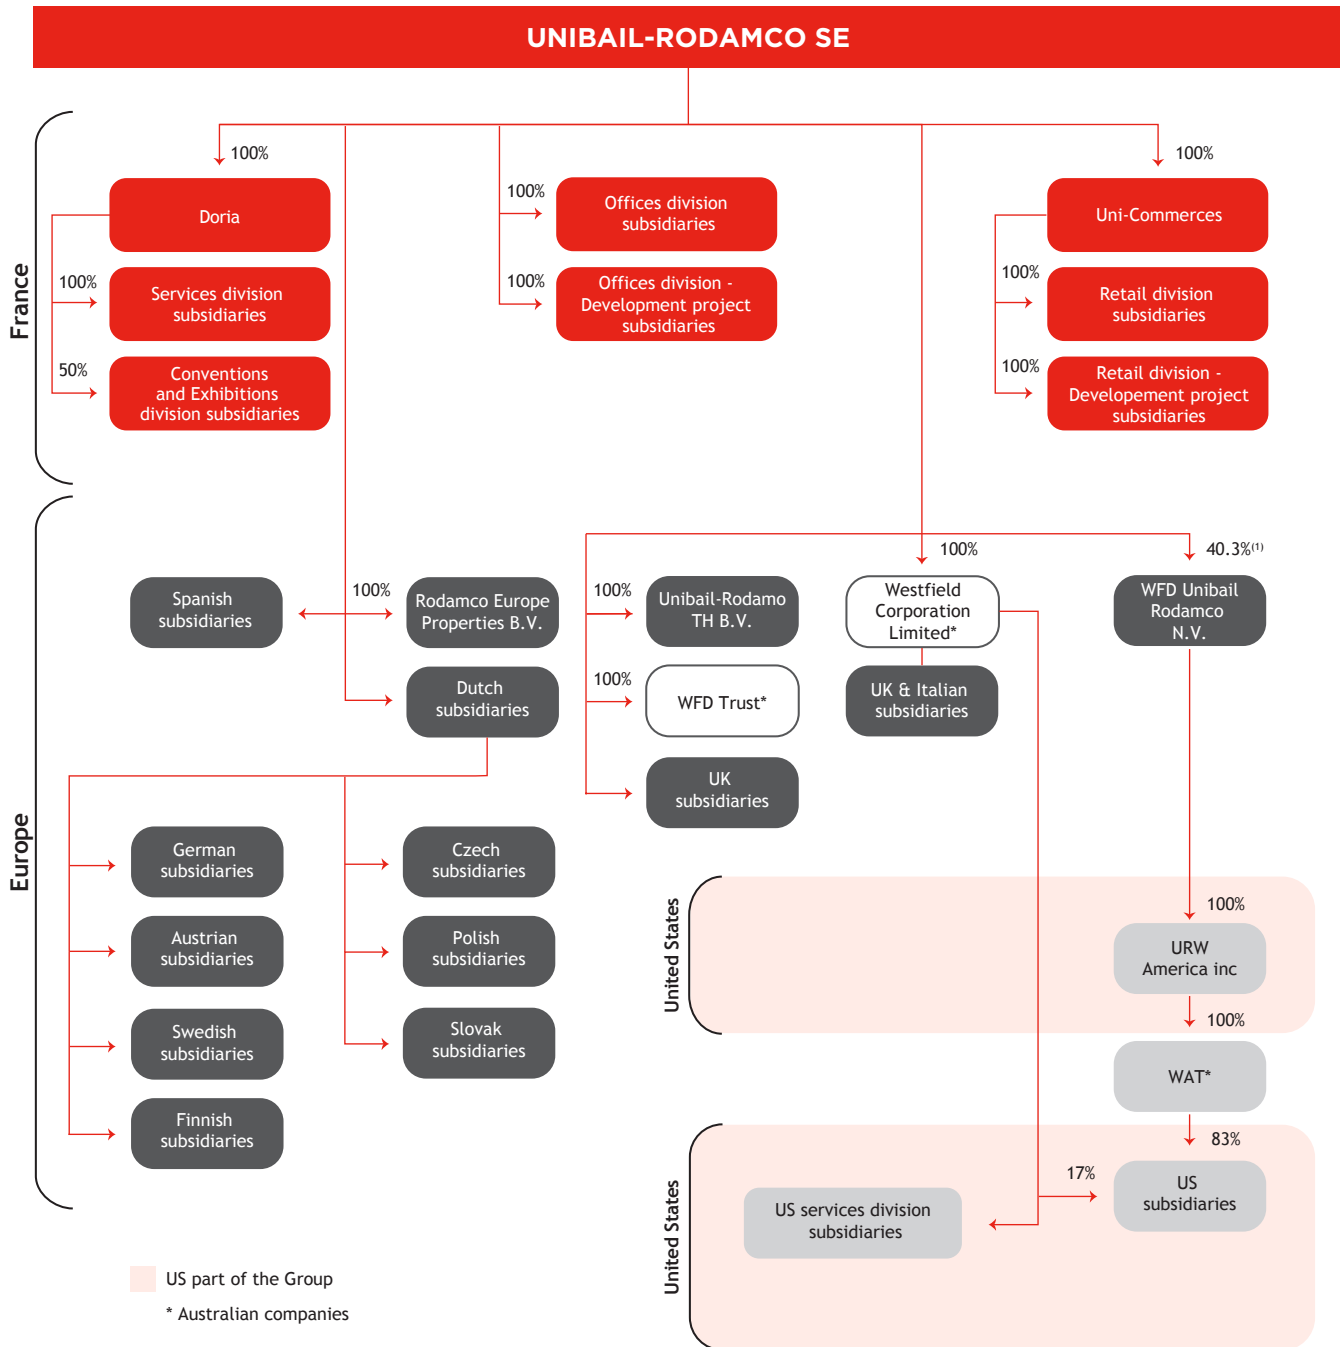 UNIBAIL-RODAMCO SE
France
100%
Doria
100%
Services division
subsidiaries
50%
Conventions
and Exhibitions
division subsidiaries
100%
Offices division
subsidiaries
100%
Offices division -
Development project
subsidiaries
100%
Uni-Commerces
100%
Retail division
subsidiaries
100%
Retail division -
Developement project
subsidiaries
Europe
Spanish
subsidiaries
100%
Rodamco Europe
Properties B.V.
Dutch
subsidiaries
100%
Unibail-Rodamo
TH B.V.
100%
WFD Trust*
UK
subsidiaries
100%
Westfield
Corporation
Limited*
UK & Italian
subsidiaries
40.3%(1)
WFD Unibail
Rodamco
N.V.
German
subsidiaries
Austrian
subsidiaries
Swedish
subsidiaries
Finnish
subsidiaries
Czech
subsidiaries
Polish
subsidiaries
Slovak
subsidiaries
United States
100%
URW
America inc
100%
WAT*
83%
United States
17%
US
subsidiaries
US services division
subsidiaries
US part of the Group
* Australian companies